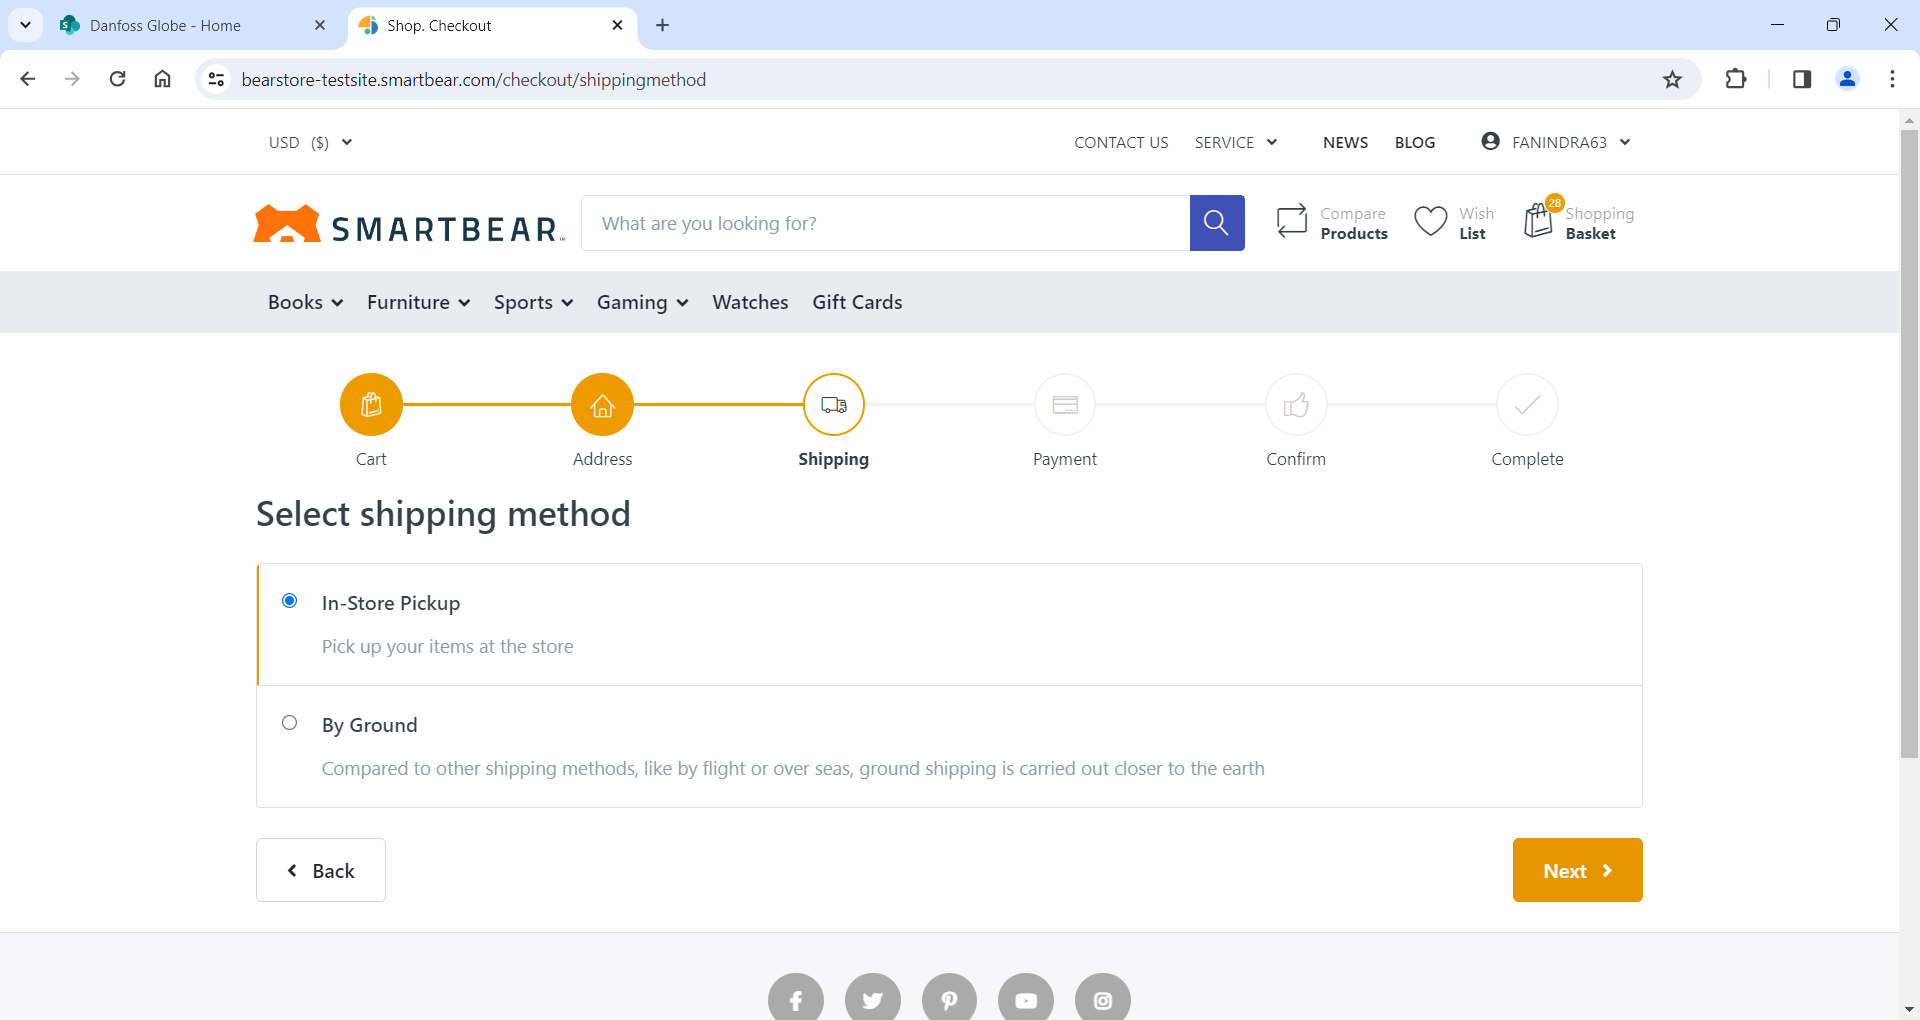 Danfoss Globe - Home
Shop. Checkout
bearstore-testsite.smartbear.com/checkout/shippingmethod
USD ($)
CONTACT US SERVICE NEWS BLOG FANINDRA63
SMARTBEAR™
What are you looking for?
Compare
Products
Wish
List
28
Shopping
Basket
Books Furniture Sports Gaming Watches Gift Cards
Cart Address Shipping Payment Confirm Complete
Select shipping method
In-Store Pickup
Pick up your items at the store
By Ground
Compared to other shipping methods, like by flight or over seas, ground shipping is carried out closer to the earth
Back
Next